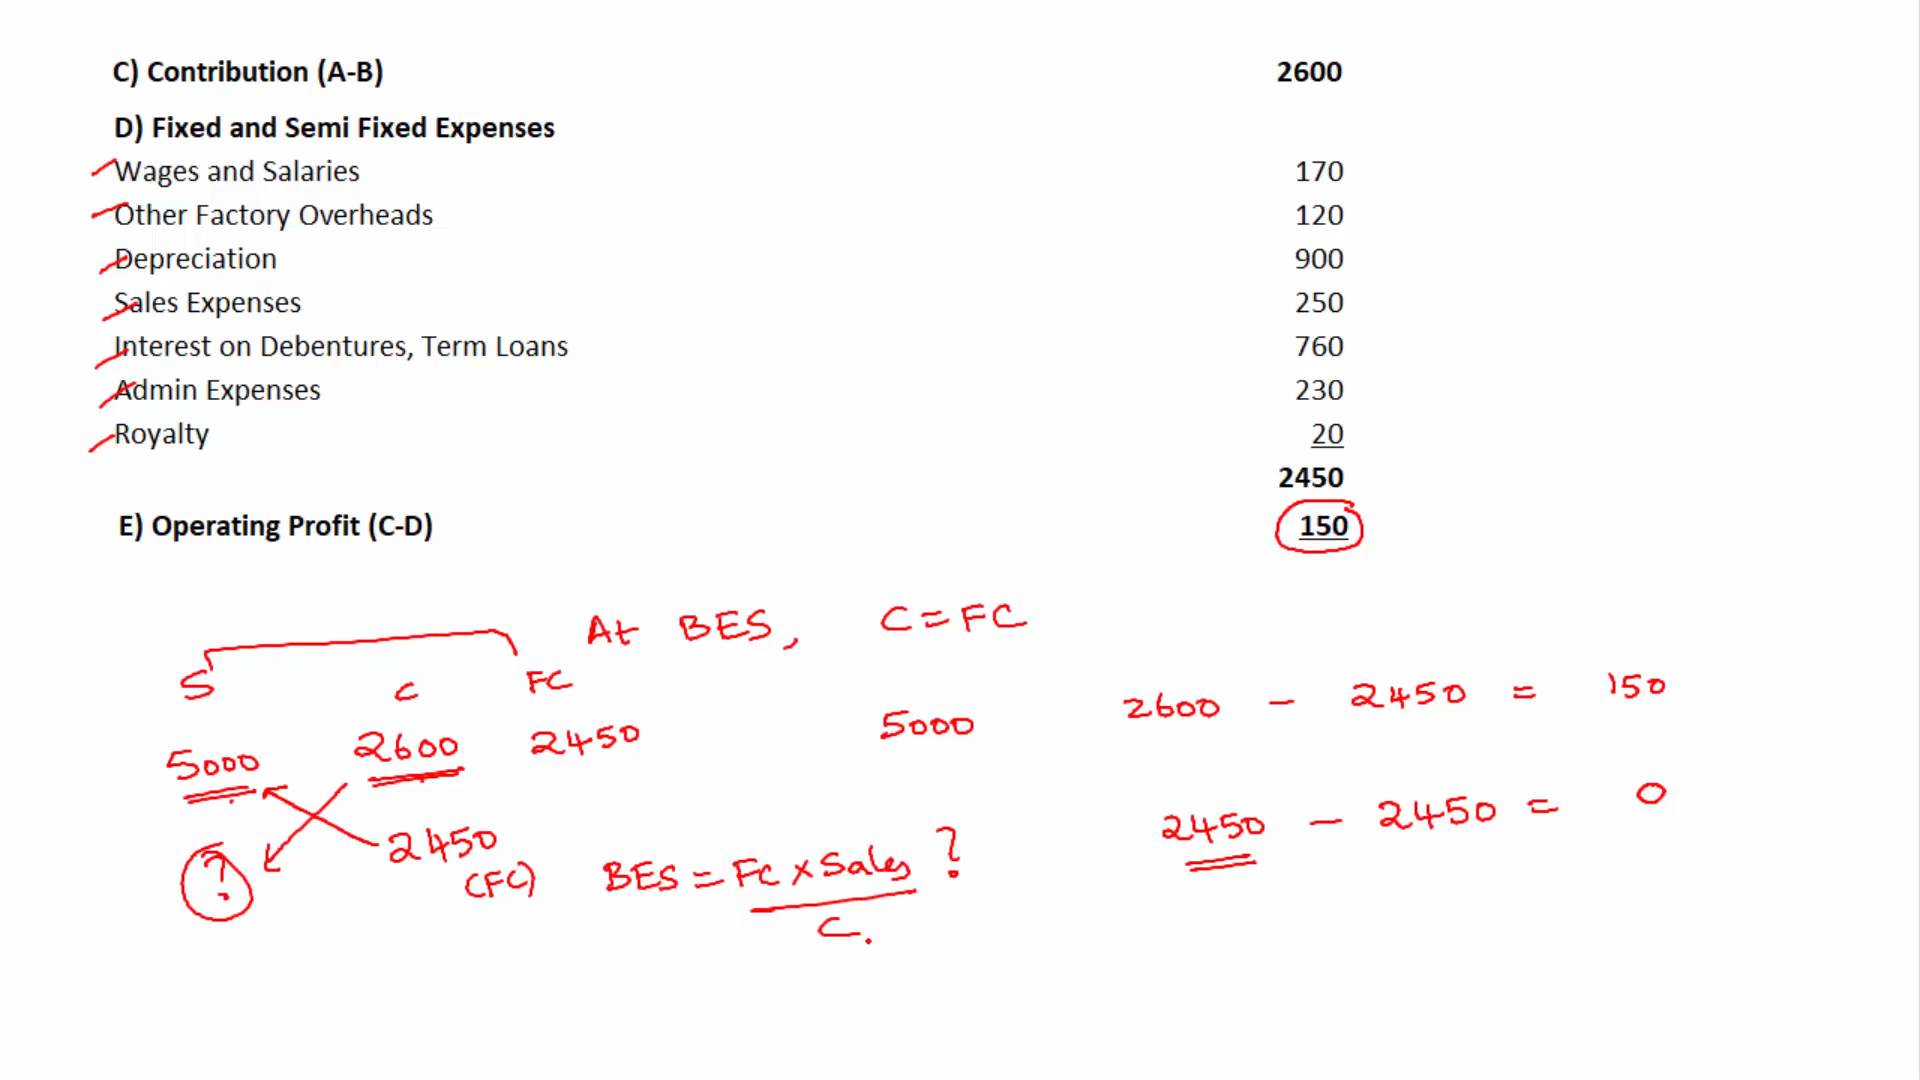 C) Contribution (A-B) 2600
D) Fixed and Semi Fixed Expenses
Wages and Salaries 170
Other Factory Overheads 120
Depreciation 900
Sales Expenses 250
Interest on Debentures, Term Loans 760
Admin Expenses 230
Royalty 20
2450
E) Operating Profit (C-D) 150
At BES, C=FC
S C FC
5000 2600 2450 5000 2600 - 2450 = 150
? 2450 2450 - 2450 = 0
(FC) BES = FC x Sales ?
C.